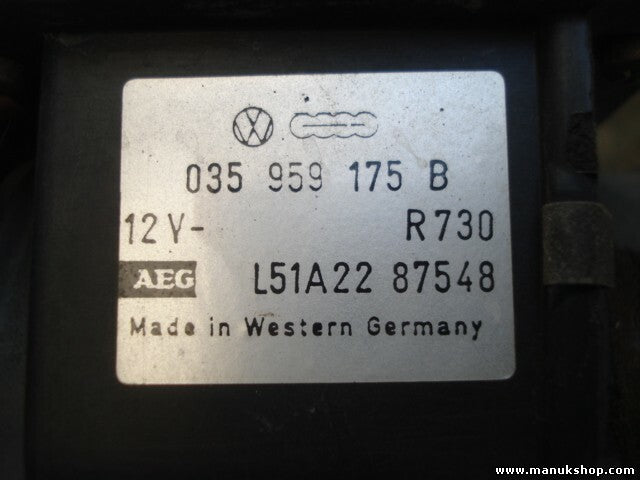 035 959 175 B
12V- R730
AEG L51A22 87548
Made in Western Germany
www.manukshop.com